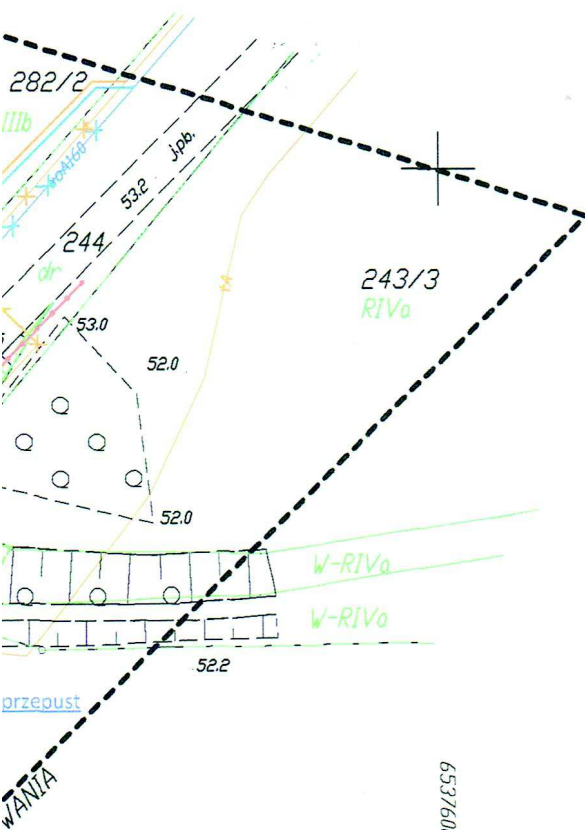 282/2
IIIb
woA160
j.pb.
53.2
244
dr
243/3
RIVa
53.0
52.0
52.0
W-RIVa
W-RIVa
52.2
przepust
WANIA